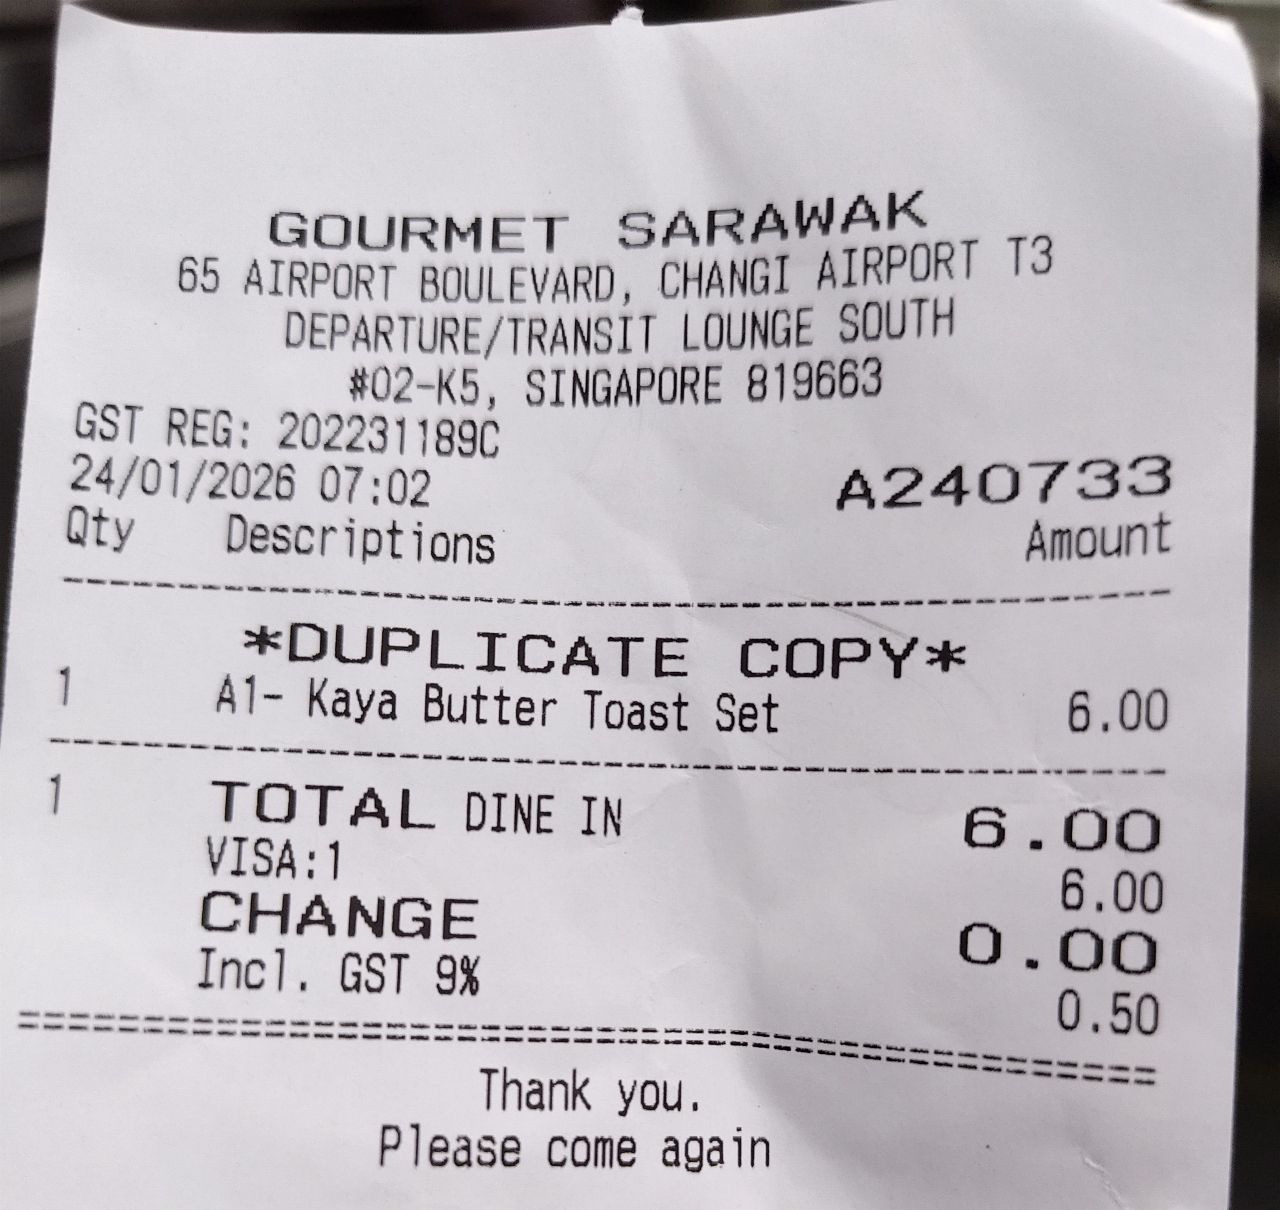 GOURMET SARAWAK
65 AIRPORT BOULEVARD, CHANGI AIRPORT T3
DEPARTURE/TRANSIT LOUNGE SOUTH
#02-K5, SINGAPORE 819663
GST REG: 202231189C
24/01/2026 07:02 A240733
Qty Descriptions Amount
*DUPLICATE COPY*
1 A1- Kaya Butter Toast Set 6.00
1 TOTAL DINE IN 6.00
VISA:1 6.00
CHANGE 0.00
Incl. GST 9% 0.50
Thank you.
Please come again